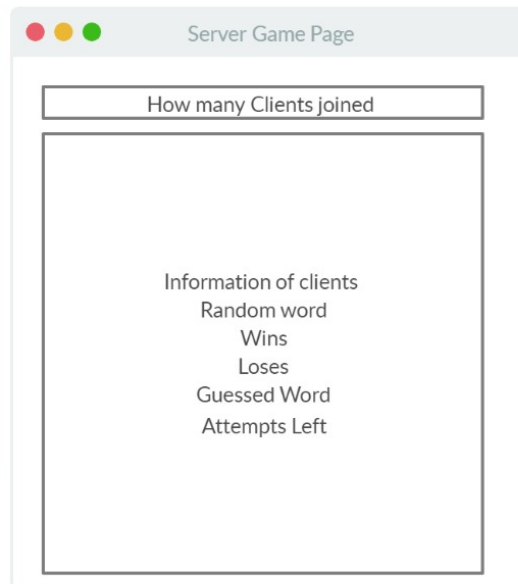 Server Game Page
How many Clients joined
Information of clients
Random word
Wins
Loses
Guessed Word
Attempts Left